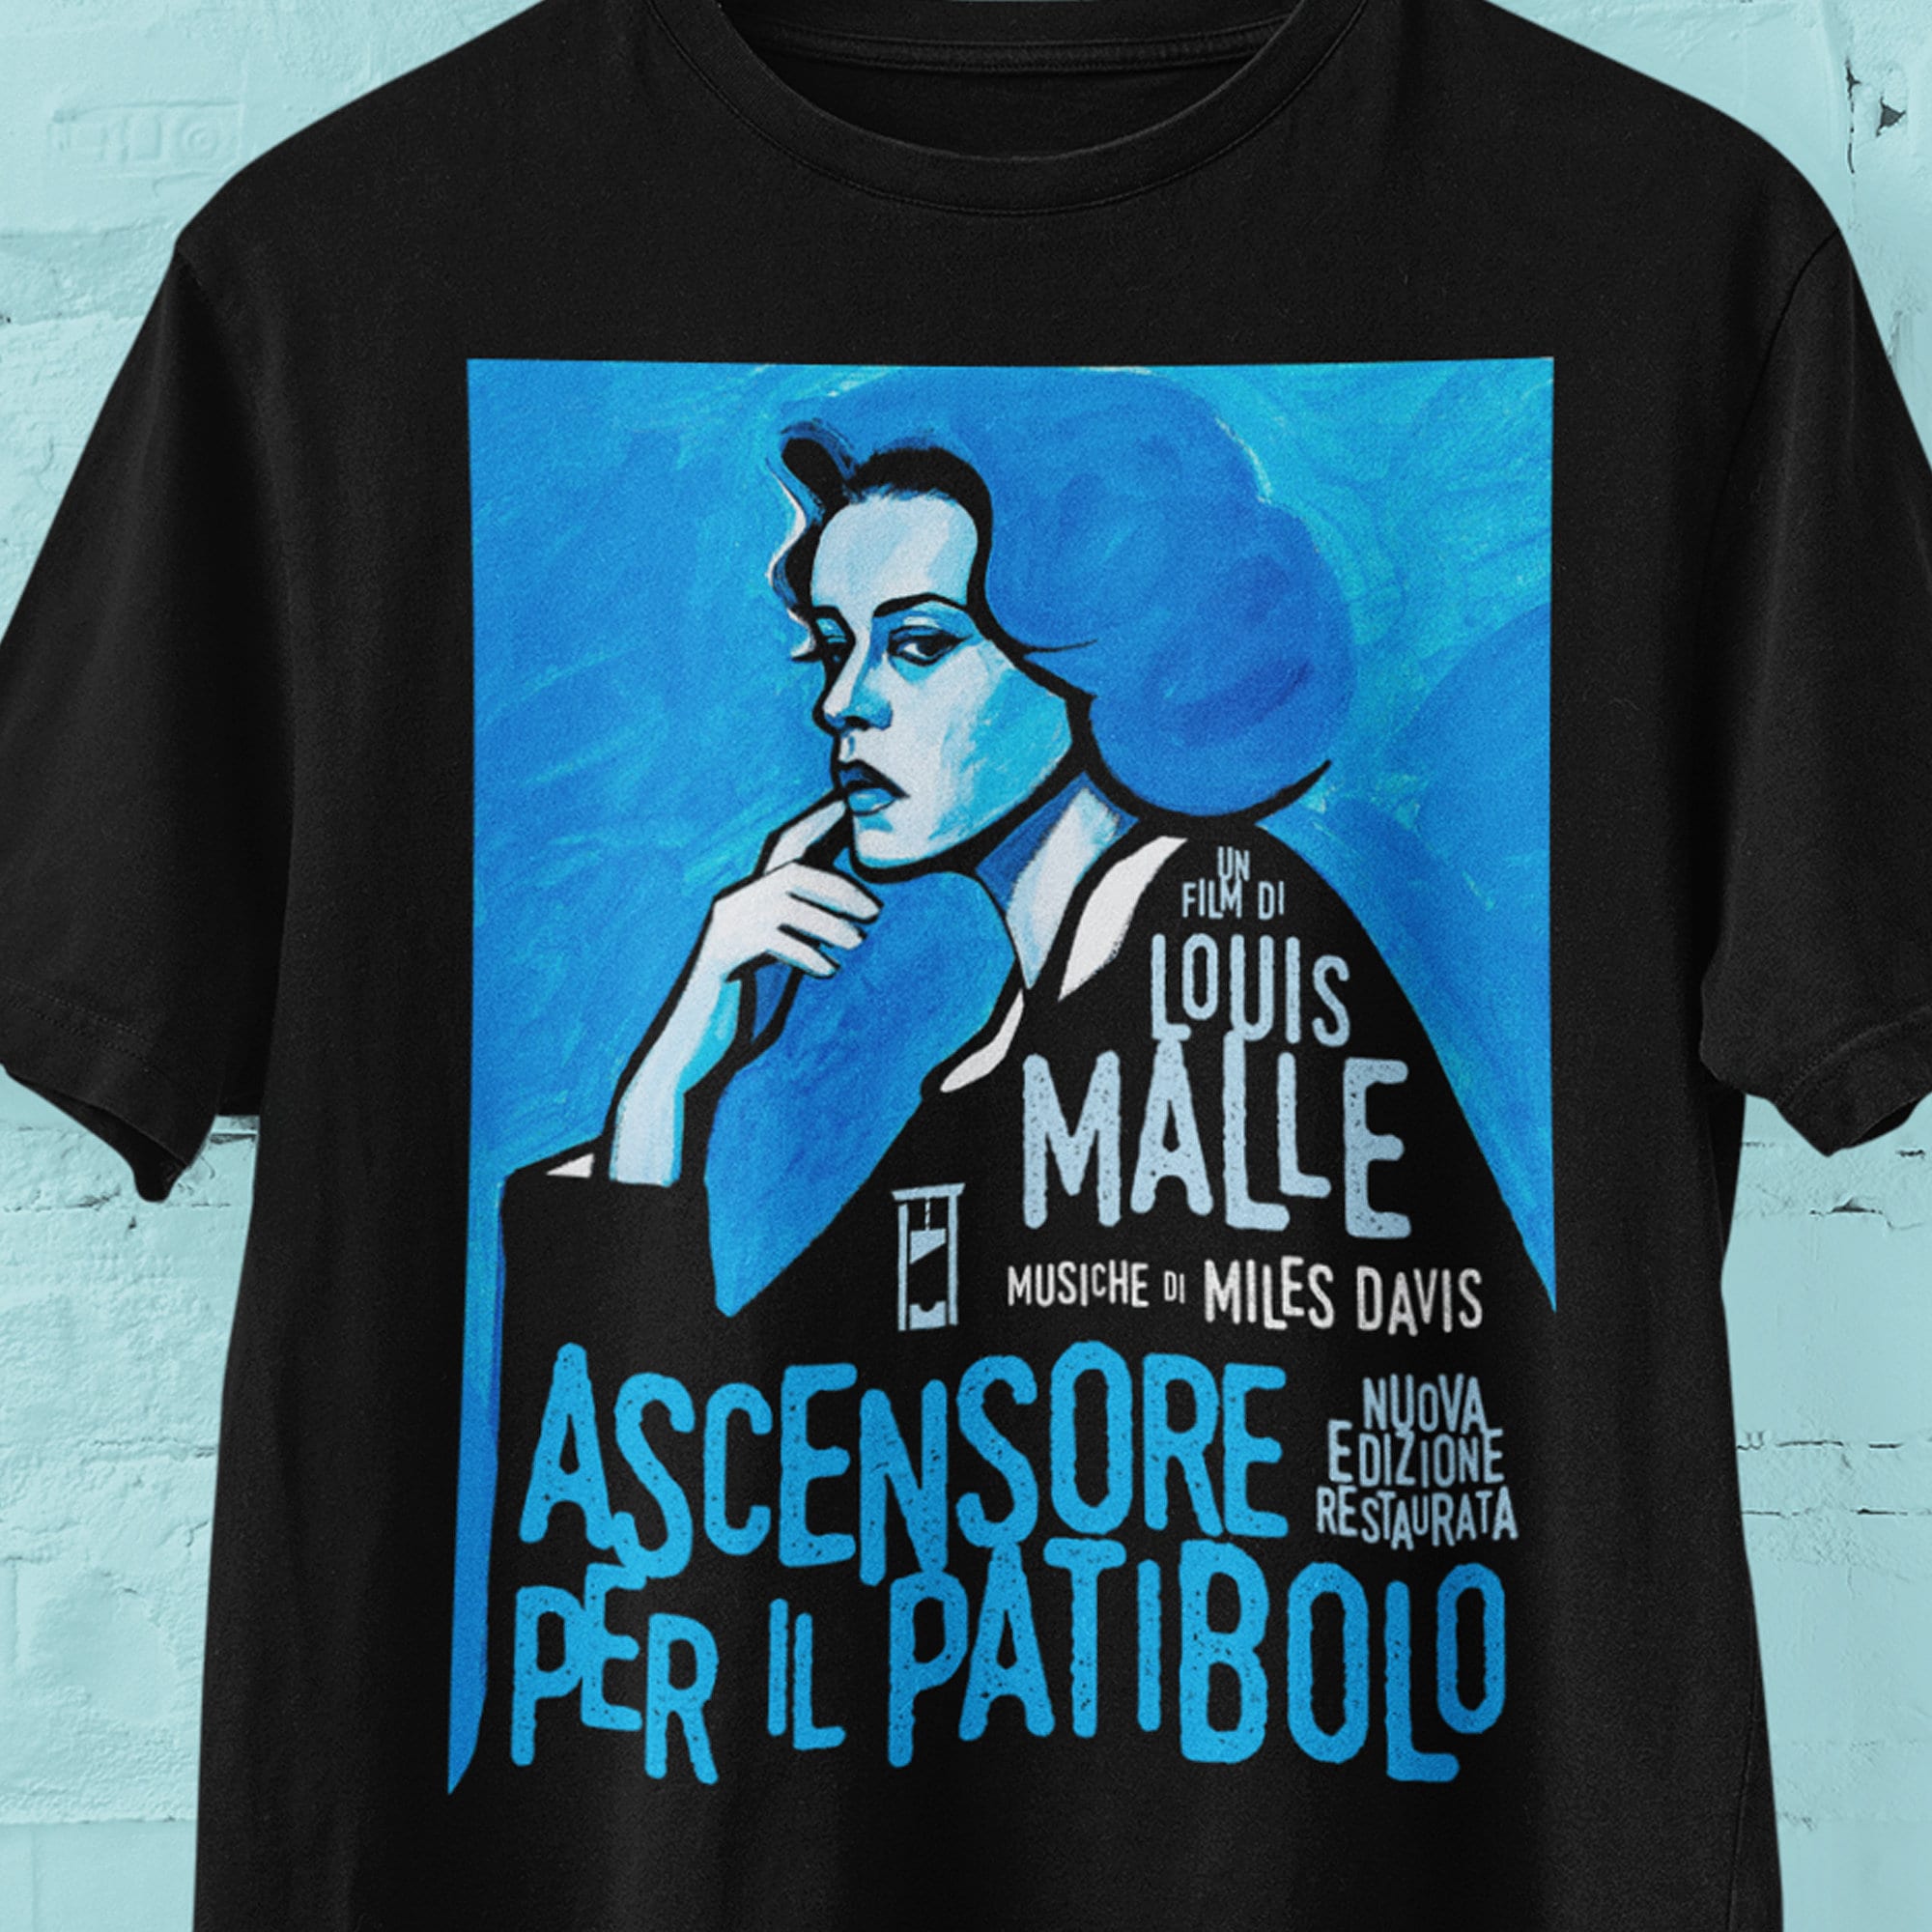 UN
FILM DI
LOUIS
MALLE
MUSICHE DI MILES DAVIS
ASCENSORE
PER IL PATIBOLO
NUOVA
EDIZIONE
RESTAURATA